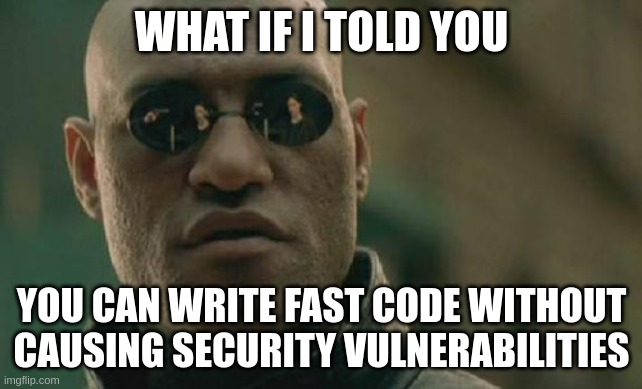 WHAT IF I TOLD YOU
YOU CAN WRITE FAST CODE WITHOUT
CAUSING SECURITY VULNERABILITIES
imgflip.com